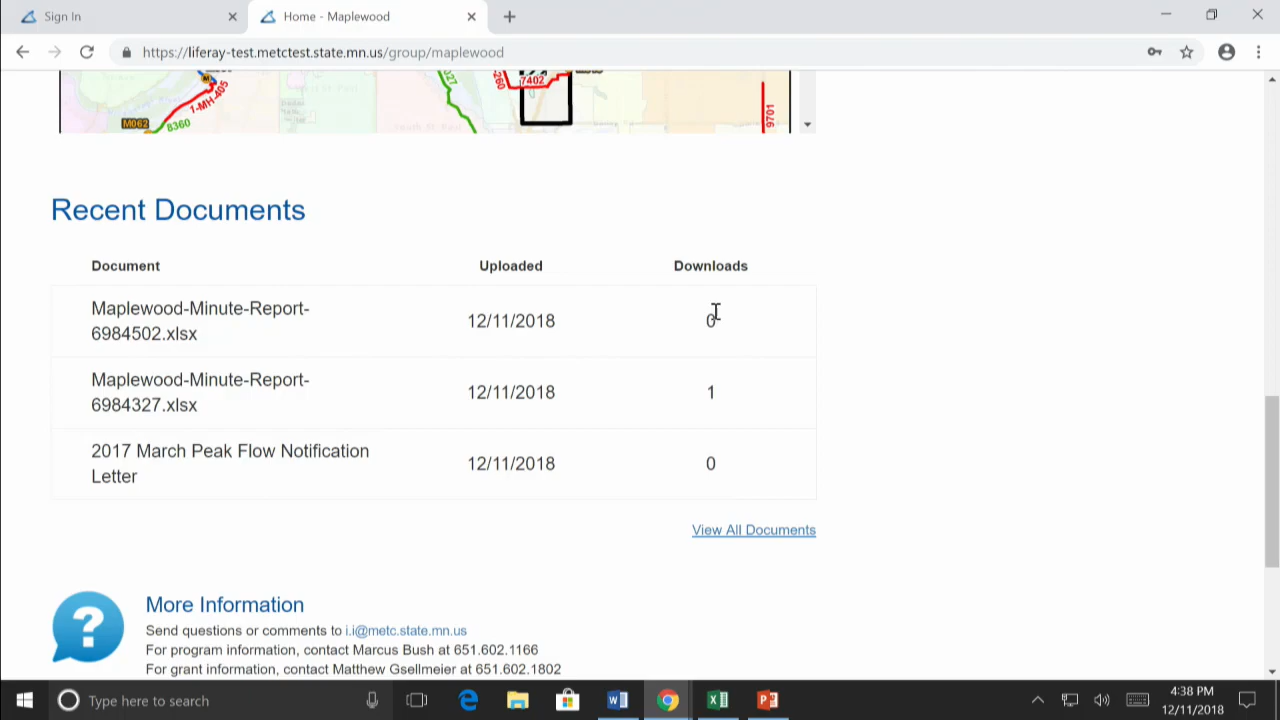 Sign In
Home - Maplewood
https://liferay-test.metctest.state.mn.us/group/maplewood
7402
1-MH-405
M062
8360
9701
Recent Documents
Document Uploaded Downloads
Maplewood-Minute-Report-
6984502.xlsx
12/11/2018 0
Maplewood-Minute-Report-
6984327.xlsx
12/11/2018 1
2017 March Peak Flow Notification
Letter
12/11/2018 0
View All Documents
More Information
Send questions or comments to i.i@metc.state.mn.us
For program information, contact Marcus Bush at 651.602.1166
For grant information, contact Matthew Gsellmeier at 651.602.1802
Type here to search
4:38 PM
12/11/2018